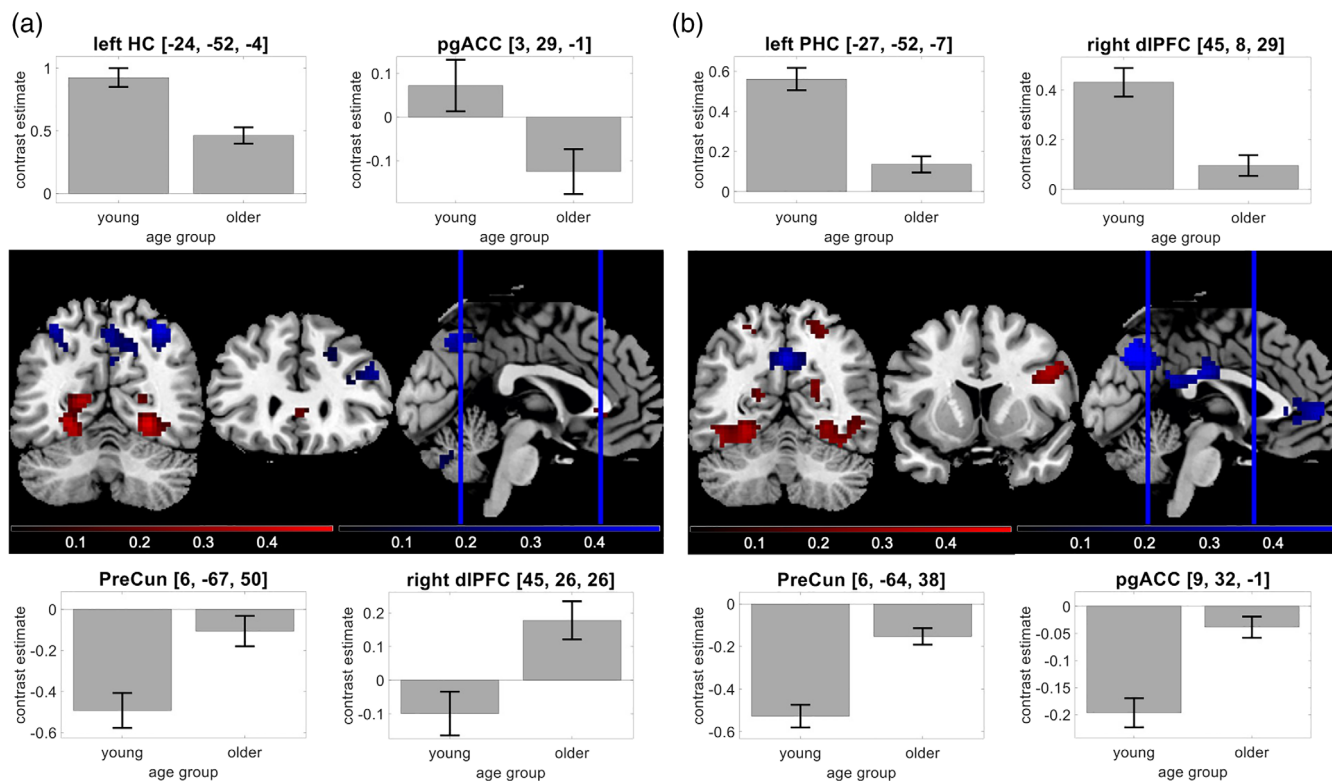 (a)
left HC [-24, -52, -4]
contrast estimate
1
0.5
0
young older
age group
pgACC [3, 29, -1]
contrast estimate
0.1
0
-0.1
young older
age group
(b)
left PHC [-27, -52, -7]
contrast estimate
0.6
0.4
0.2
0
young older
age group
right dlPFC [45, 8, 29]
contrast estimate
0.4
0.2
0
young older
age group
0.1 0.2 0.3 0.4
0.1 0.2 0.3 0.4
0.1 0.2 0.3 0.4
0.1 0.2 0.3 0.4
PreCun [6, -67, 50]
contrast estimate
0
-0.2
-0.4
-0.6
young older
age group
right dlPFC [45, 26, 26]
contrast estimate
0.2
0
-0.1
young older
age group
PreCun [6, -64, 38]
contrast estimate
0
-0.2
-0.4
-0.6
young older
age group
pgACC [9, 32, -1]
contrast estimate
0
-0.05
-0.1
-0.15
-0.2
young older
age group